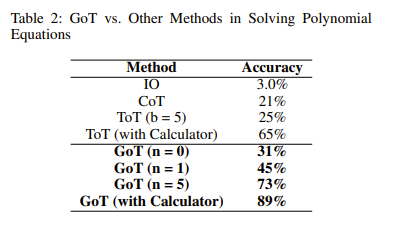 Table 2: GoT vs. Other Methods in Solving Polynomial
Equations
Method Accuracy
IO 3.0%
CoT 21%
ToT (b = 5) 25%
ToT (with Calculator) 65%
GoT (n = 0) 31%
GoT (n = 1) 45%
GoT (n = 5) 73%
GoT (with Calculator) 89%